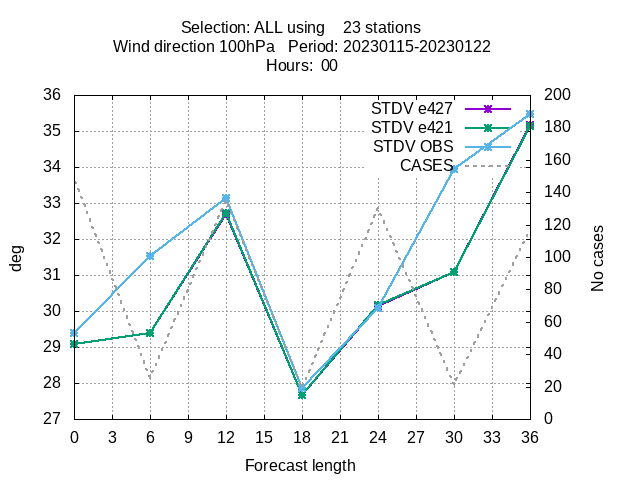 Selection: ALL using    23 stations
Wind direction 100hPa   Period: 20230115-20230122
Hours:  00
36 200
35 STDV e427 180
STDV e421
STDV OBS
34 CASES 160
33 140
32 120
deg 31 100 No cases
30 80
29 60
28 40
20
27 0
0 3 6 9 12 15 18 21 24 27 30 33 36
Forecast length